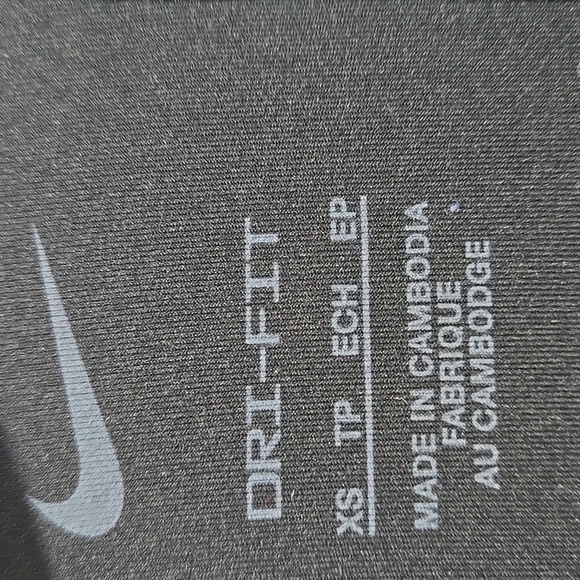 DRI-FIT
XS TP ECH EP
MADE IN CAMBODIA
FABRIQUE
AU CAMBODGE